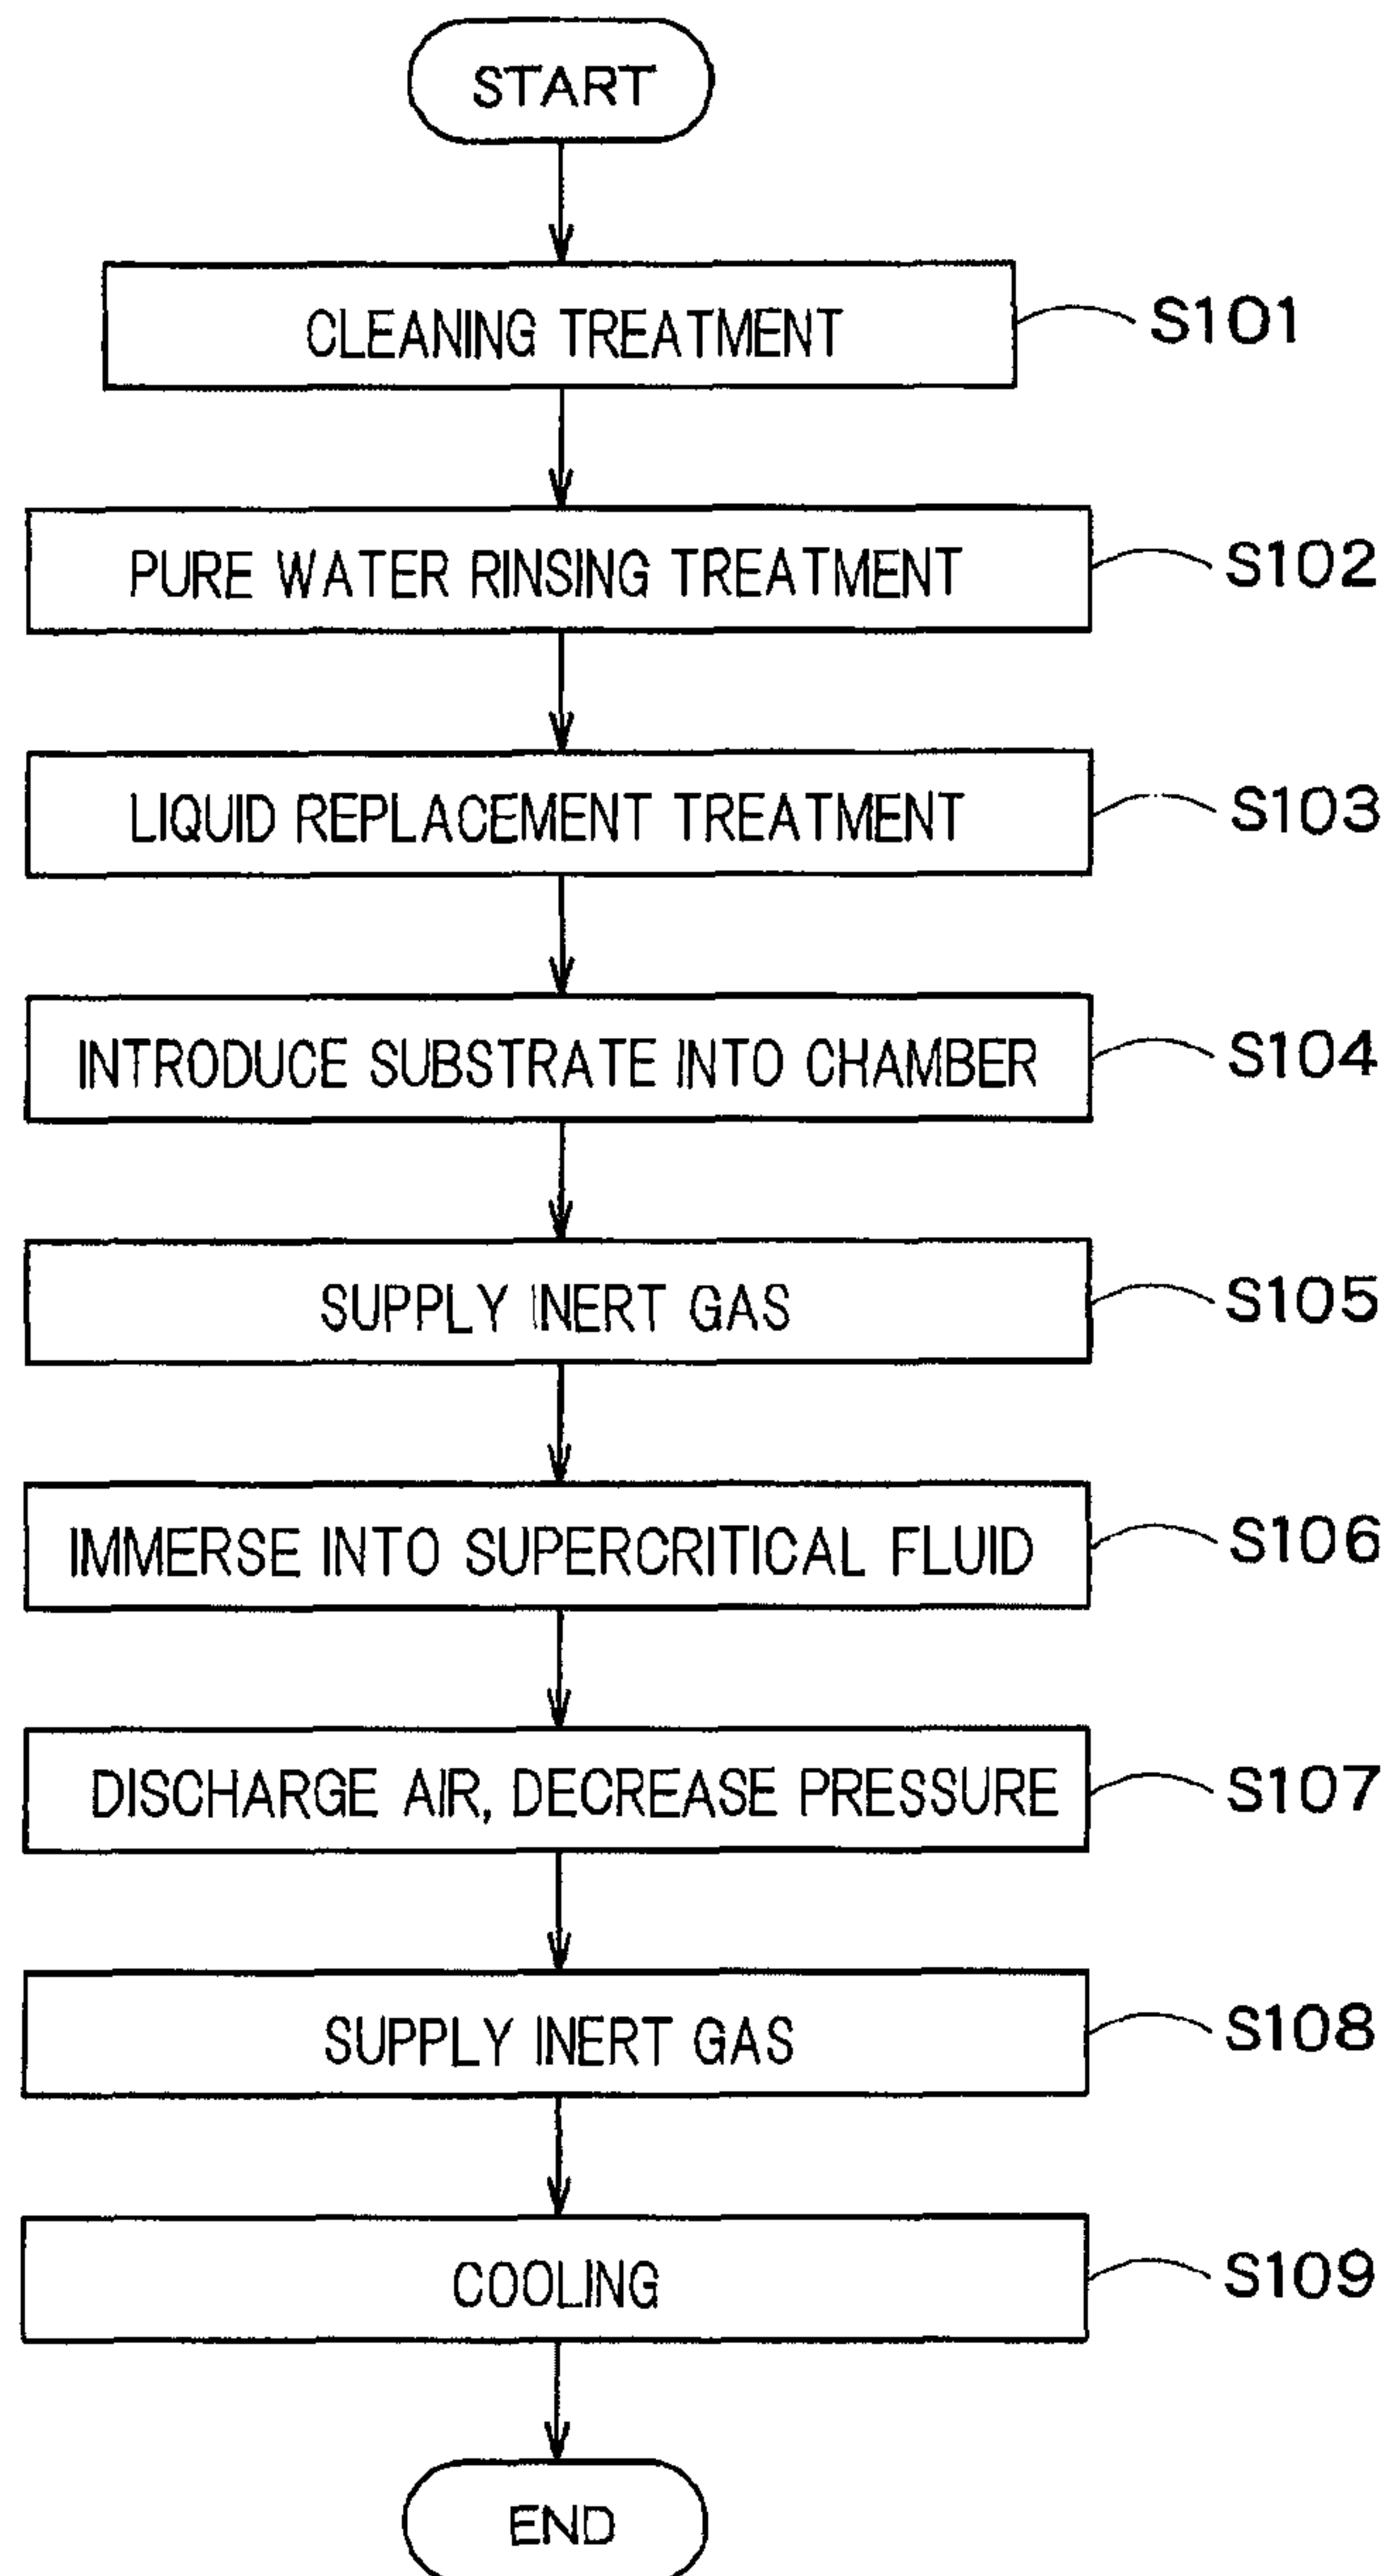 START
CLEANING TREATMENT S101
PURE WATER RINSING TREATMENT S102
LIQUID REPLACEMENT TREATMENT S103
INTRODUCE SUBSTRATE INTO CHAMBER S104
SUPPLY INERT GAS S105
IMMERSE INTO SUPERCRITICAL FLUID S106
DISCHARGE AIR, DECREASE PRESSURE S107
SUPPLY INERT GAS S108
COOLING S109
END